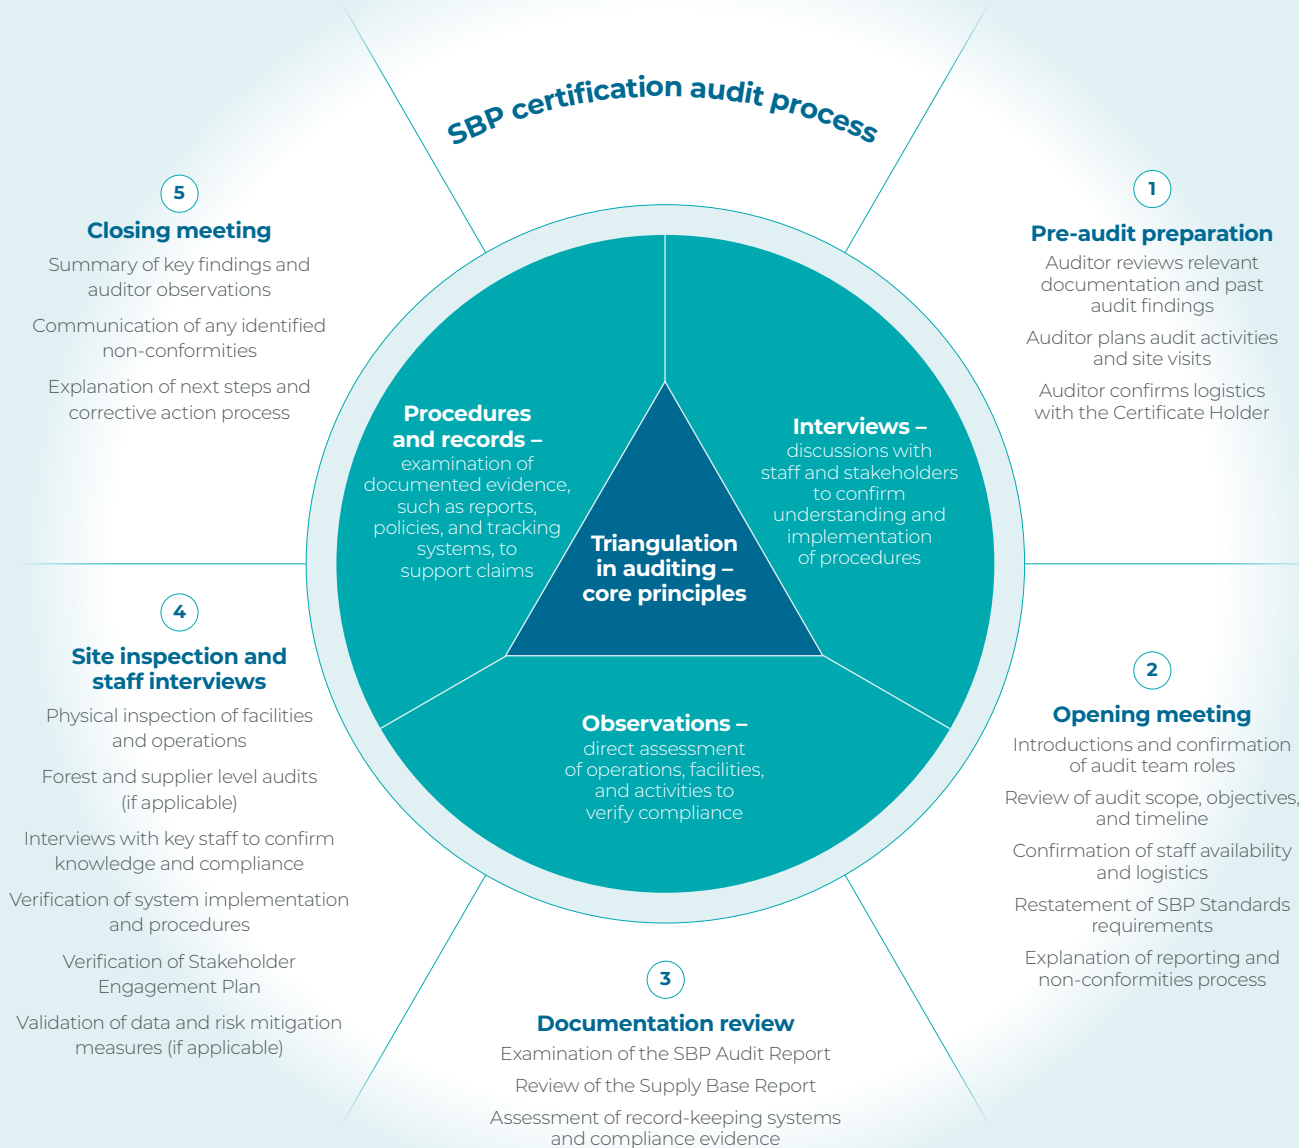 SBP certification audit process
1
Pre-audit preparation
Auditor reviews relevant
documentation and past
audit findings
Auditor plans audit activities
and site visits
Auditor confirms logistics
with the Certificate Holder
2
Opening meeting
Introductions and confirmation
of audit team roles
Review of audit scope, objectives,
and timeline
Confirmation of staff availability
and logistics
Restatement of SBP Standards
requirements
Explanation of reporting and
non-conformities process
3
Documentation review
Examination of the SBP Audit Report
Review of the Supply Base Report
Assessment of record-keeping systems
and compliance evidence
4
Site inspection and
staff interviews
Physical inspection of facilities
and operations
Forest and supplier level audits
(if applicable)
Interviews with key staff to confirm
knowledge and compliance
Verification of system implementation
and procedures
Verification of Stakeholder
Engagement Plan
Validation of data and risk mitigation
measures (if applicable)
5
Closing meeting
Summary of key findings and
auditor observations
Communication of any identified
non-conformities
Explanation of next steps and
corrective action process
Procedures
and records –
examination of
documented evidence,
such as reports,
policies, and tracking
systems, to
support claims
Interviews –
discussions with
staff and stakeholders
to confirm
understanding and
implementation
of procedures
Triangulation
in auditing –
core principles
Observations –
direct assessment
of operations, facilities,
and activities to
verify compliance